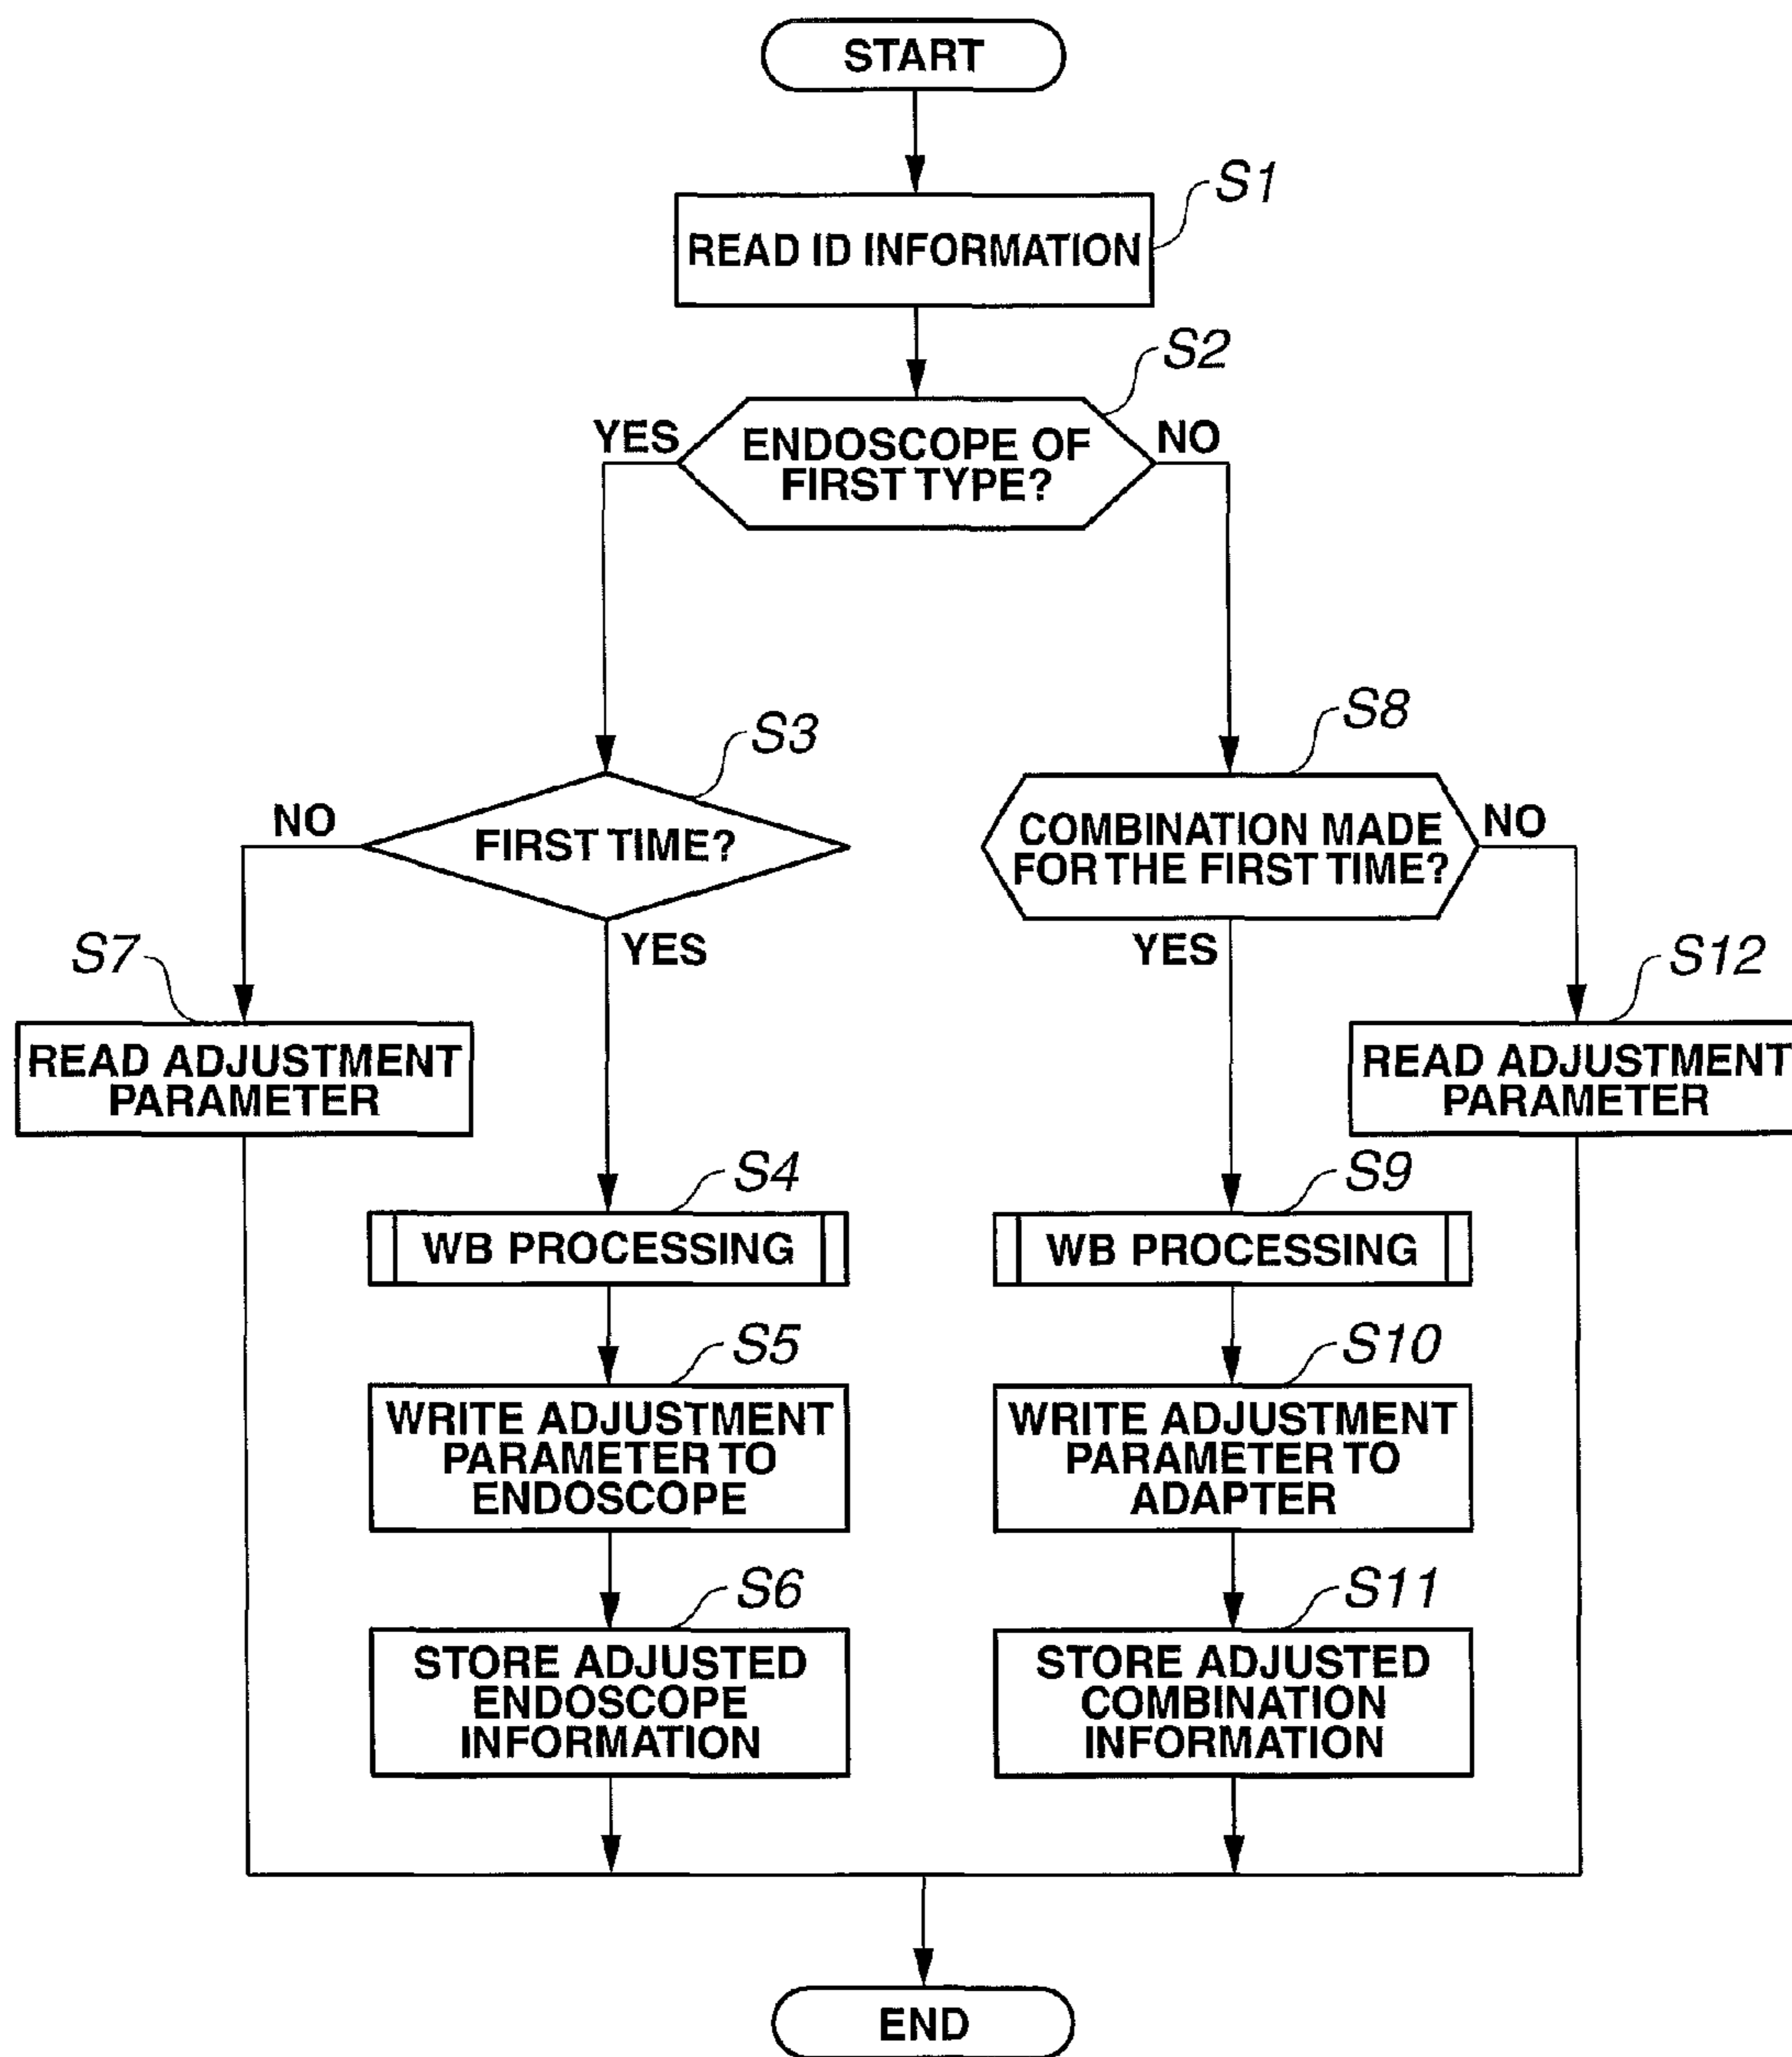 START
S1
READ ID INFORMATION
S2
YES
ENDOSCOPE OF
FIRST TYPE?
NO
S3
NO
FIRST TIME?
YES
S8
COMBINATION MADE
FOR THE FIRST TIME?
NO
YES
S7
READ ADJUSTMENT
PARAMETER
S12
READ ADJUSTMENT
PARAMETER
S4
WB PROCESSING
S9
WB PROCESSING
S5
WRITE ADJUSTMENT
PARAMETER TO
ENDOSCOPE
S10
WRITE ADJUSTMENT
PARAMETER TO
ADAPTER
S6
STORE ADJUSTED
ENDOSCOPE
INFORMATION
S11
STORE ADJUSTED
COMBINATION
INFORMATION
END